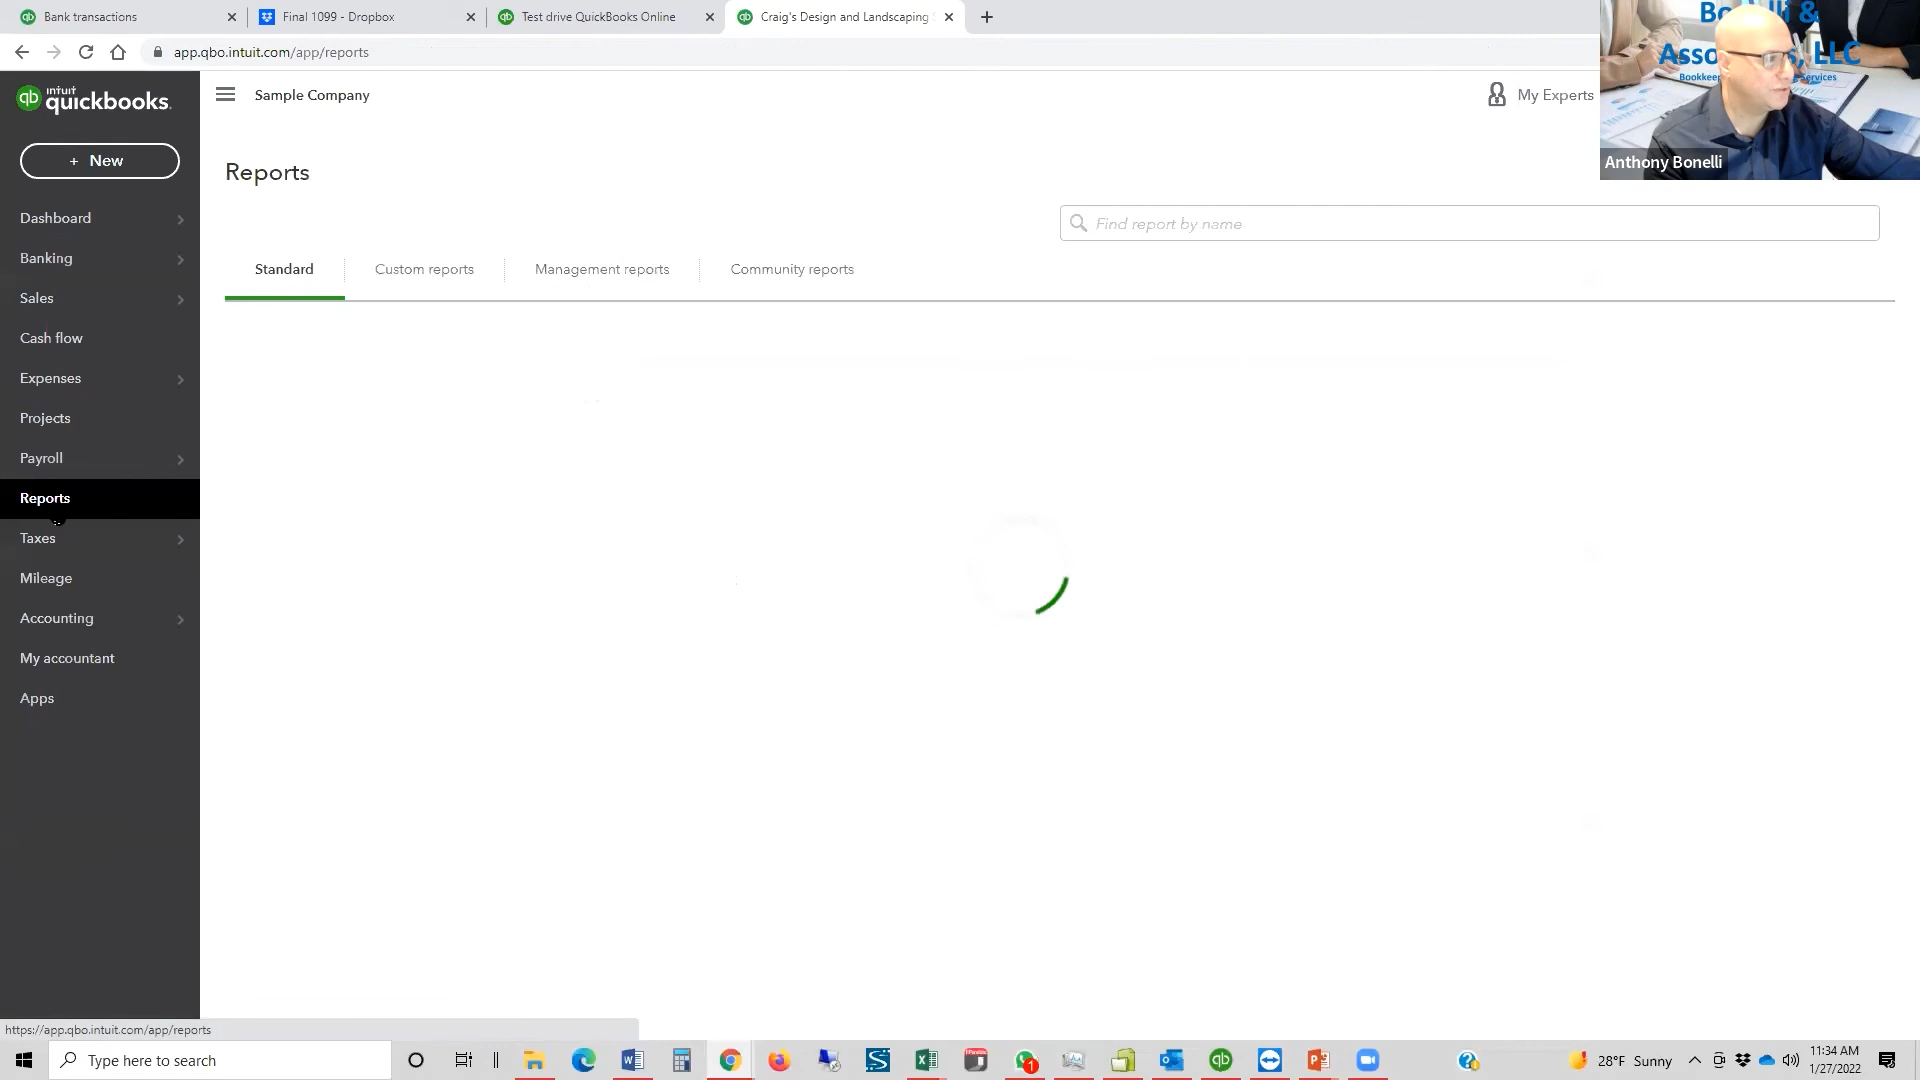 Bank transactions
Final 1099 - Dropbox
Test drive QuickBooks Online
Craig's Design and Landscaping
app.qbo.intuit.com/app/reports
intuit
quickbooks.
Sample Company
My Experts
+ New
Reports
Find report by name
Standard
Custom reports
Management reports
Community reports
Dashboard
Banking
Sales
Cash flow
Expenses
Projects
Payroll
Reports
Taxes
Mileage
Accounting
My accountant
Apps
LLC
Anthony Bonelli
https://app.qbo.intuit.com/app/reports
Type here to search
1
28°F Sunny
11:34 AM
1/27/2022